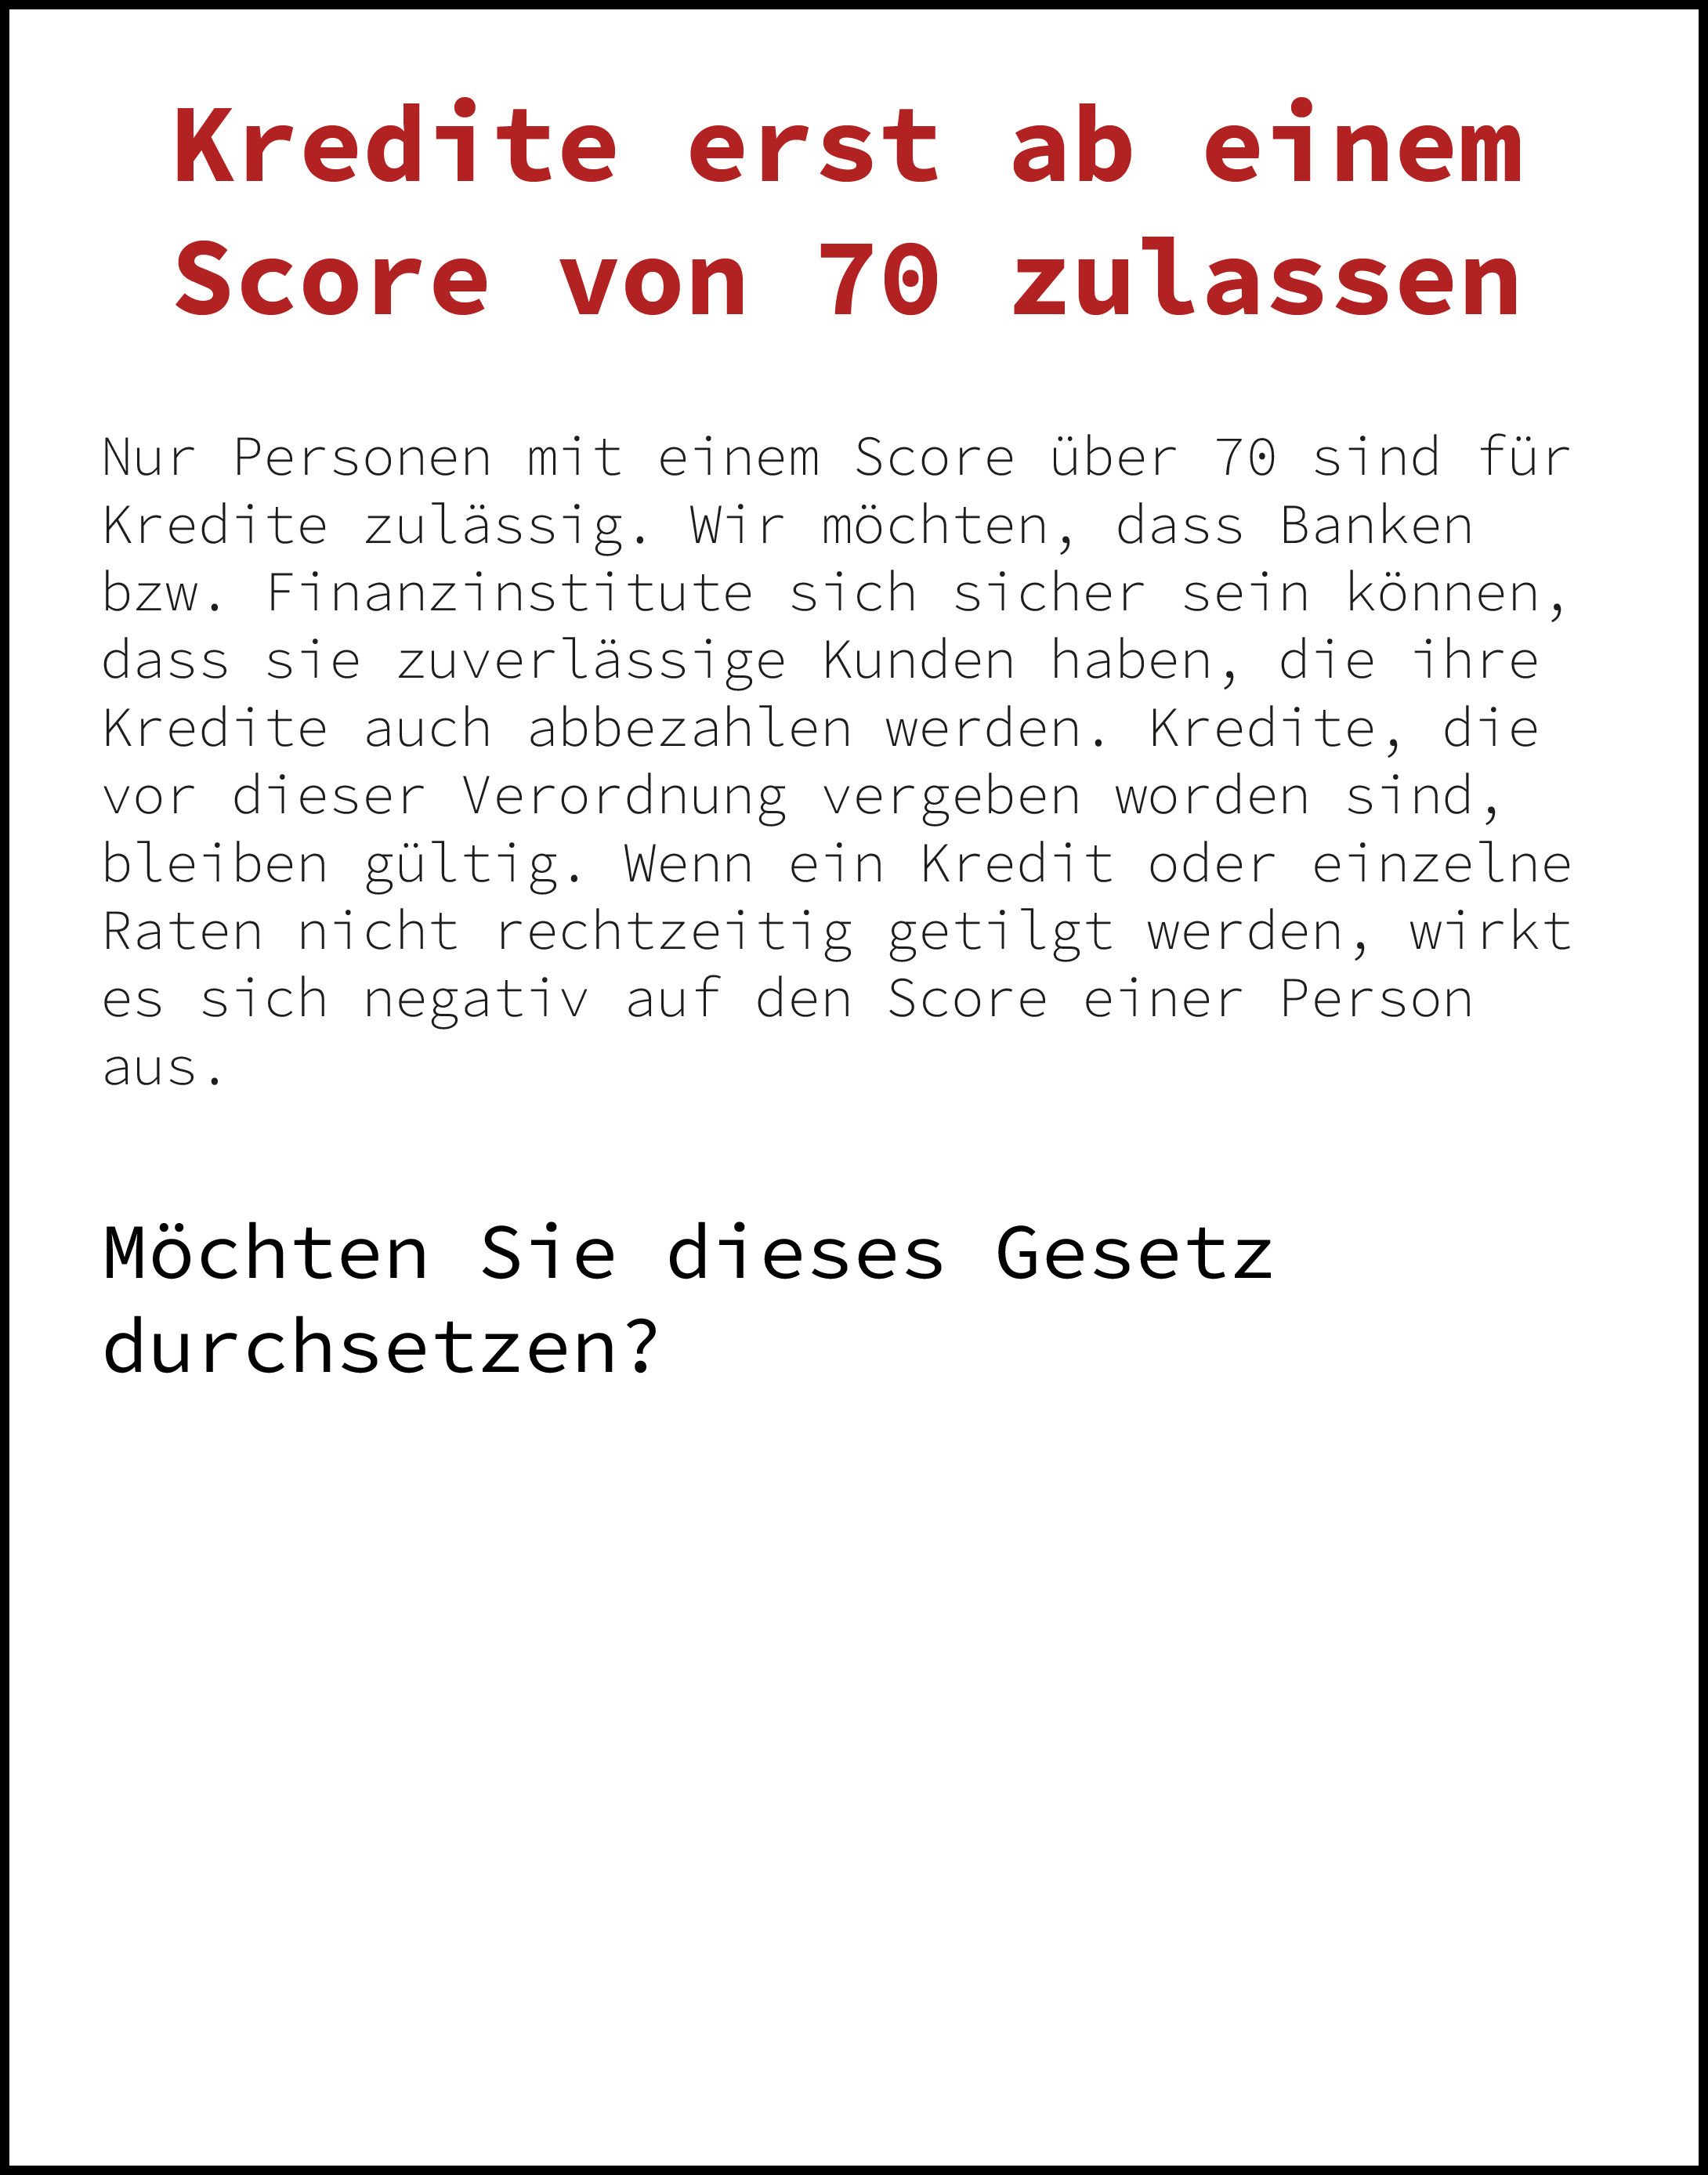 Kredite erst ab einem
Score von 70 zulassen
Nur Personen mit einem Score über 70 sind für
Kredite zulässig. Wir möchten, dass Banken
bzw. Finanzinstitute sich sicher sein können,
dass sie zuverlässige Kunden haben, die ihre
Kredite auch abbezahlen werden. Kredite, die
vor dieser Verordnung vergeben worden sind,
bleiben gültig. Wenn ein Kredit oder einzelne
Raten nicht rechtzeitig getilgt werden, wirkt
es sich negativ auf den Score einer Person
aus.
Möchten Sie dieses Gesetz
durchsetzen?